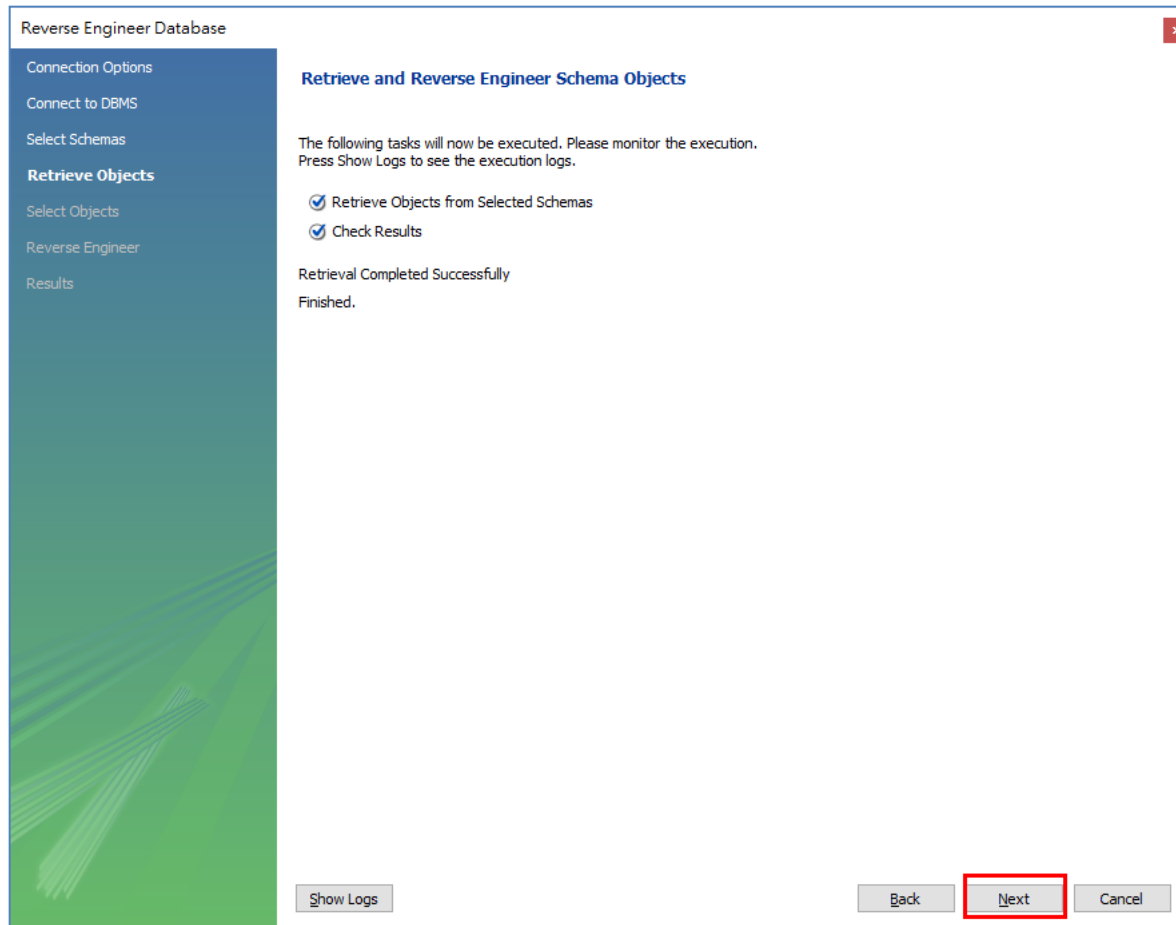 Reverse Engineer Database
Connection Options
Connect to DBMS
Select Schemas
Retrieve Objects
Select Objects
Reverse Engineer
Results
Retrieve and Reverse Engineer Schema Objects
The following tasks will now be executed. Please monitor the execution.
Press Show Logs to see the execution logs.
Retrieve Objects from Selected Schemas
Check Results
Retrieval Completed Successfully
Finished.
Show Logs
Back
Next
Cancel